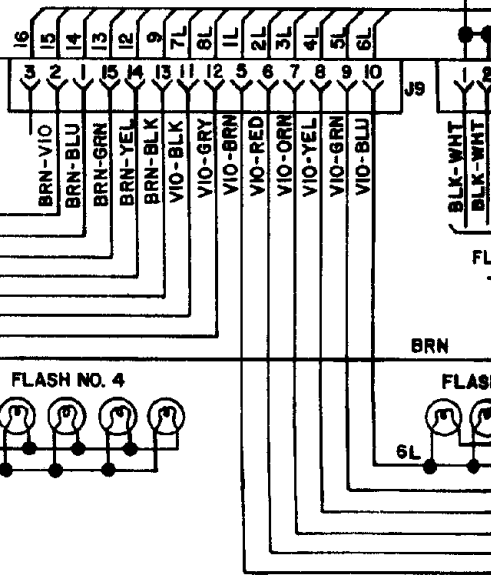 16 15 14 13 12 9 7L 8L 1L 2L 3L 4L 5L 6L
3 2 1 15 14 13 11 12 5 6 7 8 9 10 J9 1 2
BRN-VIO
BRN-BLU
BRN-GRN
BRN-YEL
BRN-BLK
VIO-BLK
VIO-GRY
VIO-BRN
VIO-RED
VIO-ORN
VIO-YEL
VIO-GRN
VIO-BLU
BLK-WHT
BLK-WHT
FL
BRN
FLASH NO. 4
FLAS
6L